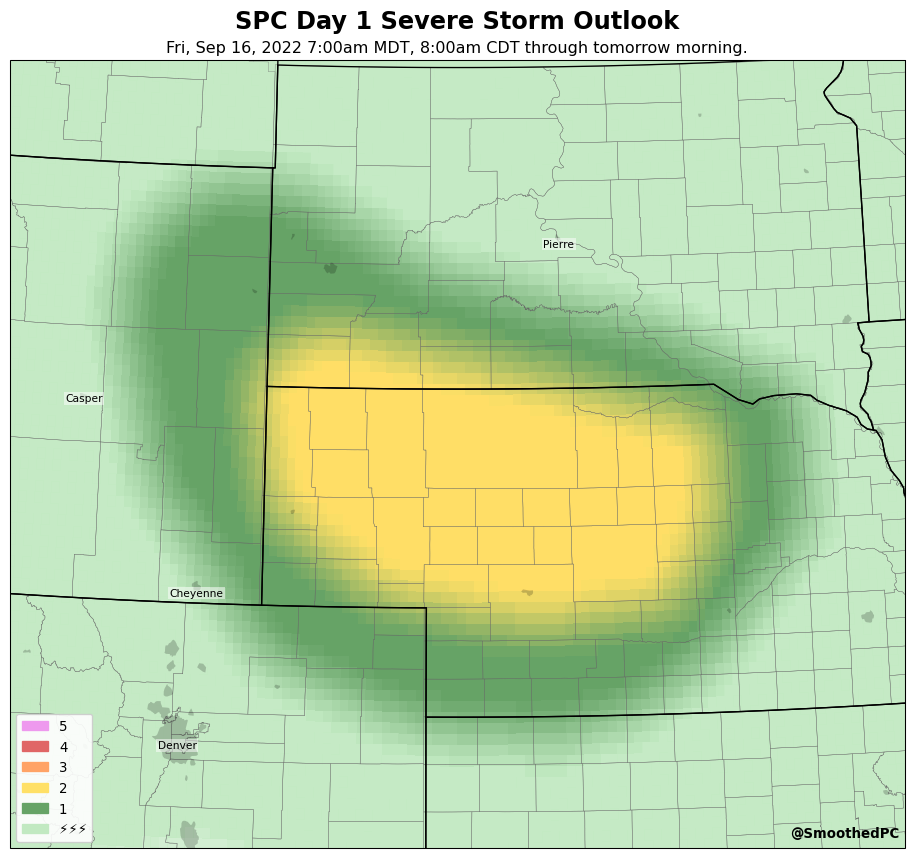 SPC Day 1 Severe Storm Outlook
Fri, Sep 16, 2022 7:00am MDT, 8:00am CDT through tomorrow morning.
Pierre
Casper
Cheyenne
Denver
5
4
3
2
1
⚡⚡⚡
@SmoothedPC